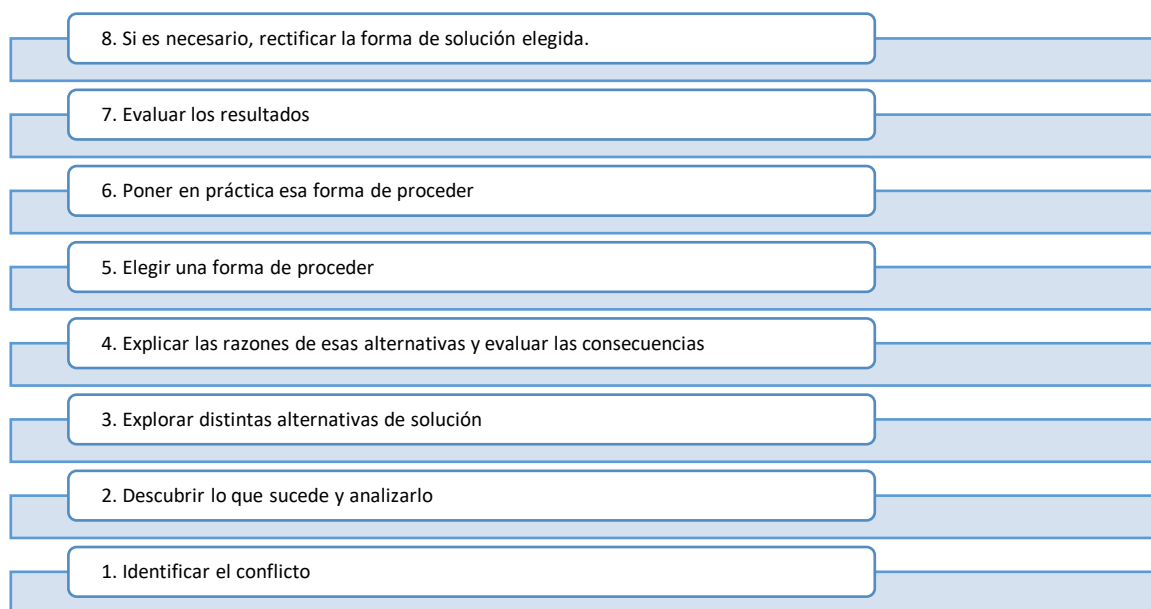 8. Si es necesario, rectificar la forma de solución elegida.
7. Evaluar los resultados
6. Poner en práctica esa forma de proceder
5. Elegir una forma de proceder
4. Explicar las razones de esas alternativas y evaluar las consecuencias
3. Explorar distintas alternativas de solución
2. Descubrir lo que sucede y analizarlo
1. Identificar el conflicto